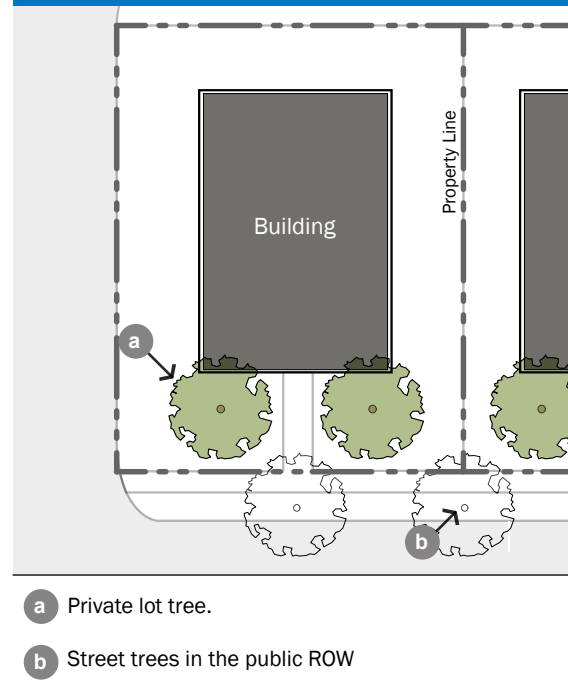 Property Line
Building
a
b
a Private lot tree.
b Street trees in the public ROW